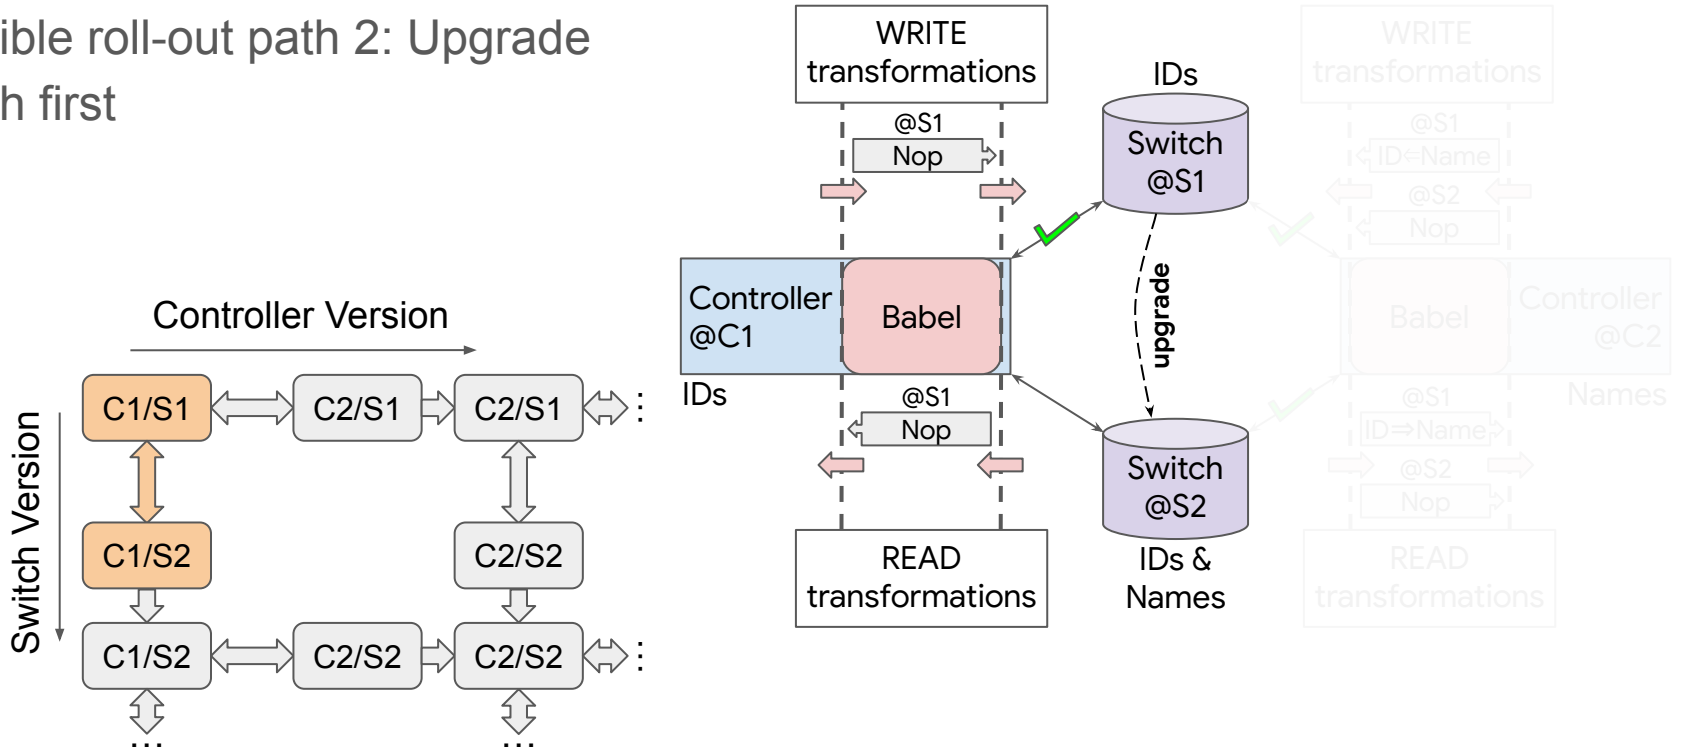 ible roll-out path 2: Upgrade
h first
WRITE
transformations
@S1
Nop
IDs
Switch
@S1
Controller
@C1
IDs
Babel
upgrade
@S1
Nop
READ
transformations
Switch
@S2
IDs &
Names
WRITE
transformations
@S1
ID⇐Name
@S2
Nop
Babel
Controller
@C2
Names
@S1
ID⇒Name
@S2
Nop
READ
transformations
Controller Version
Switch Version
C1/S1
C2/S1
C2/S1
...
C1/S2
C2/S2
C1/S2
C2/S2
C2/S2
...
...
...